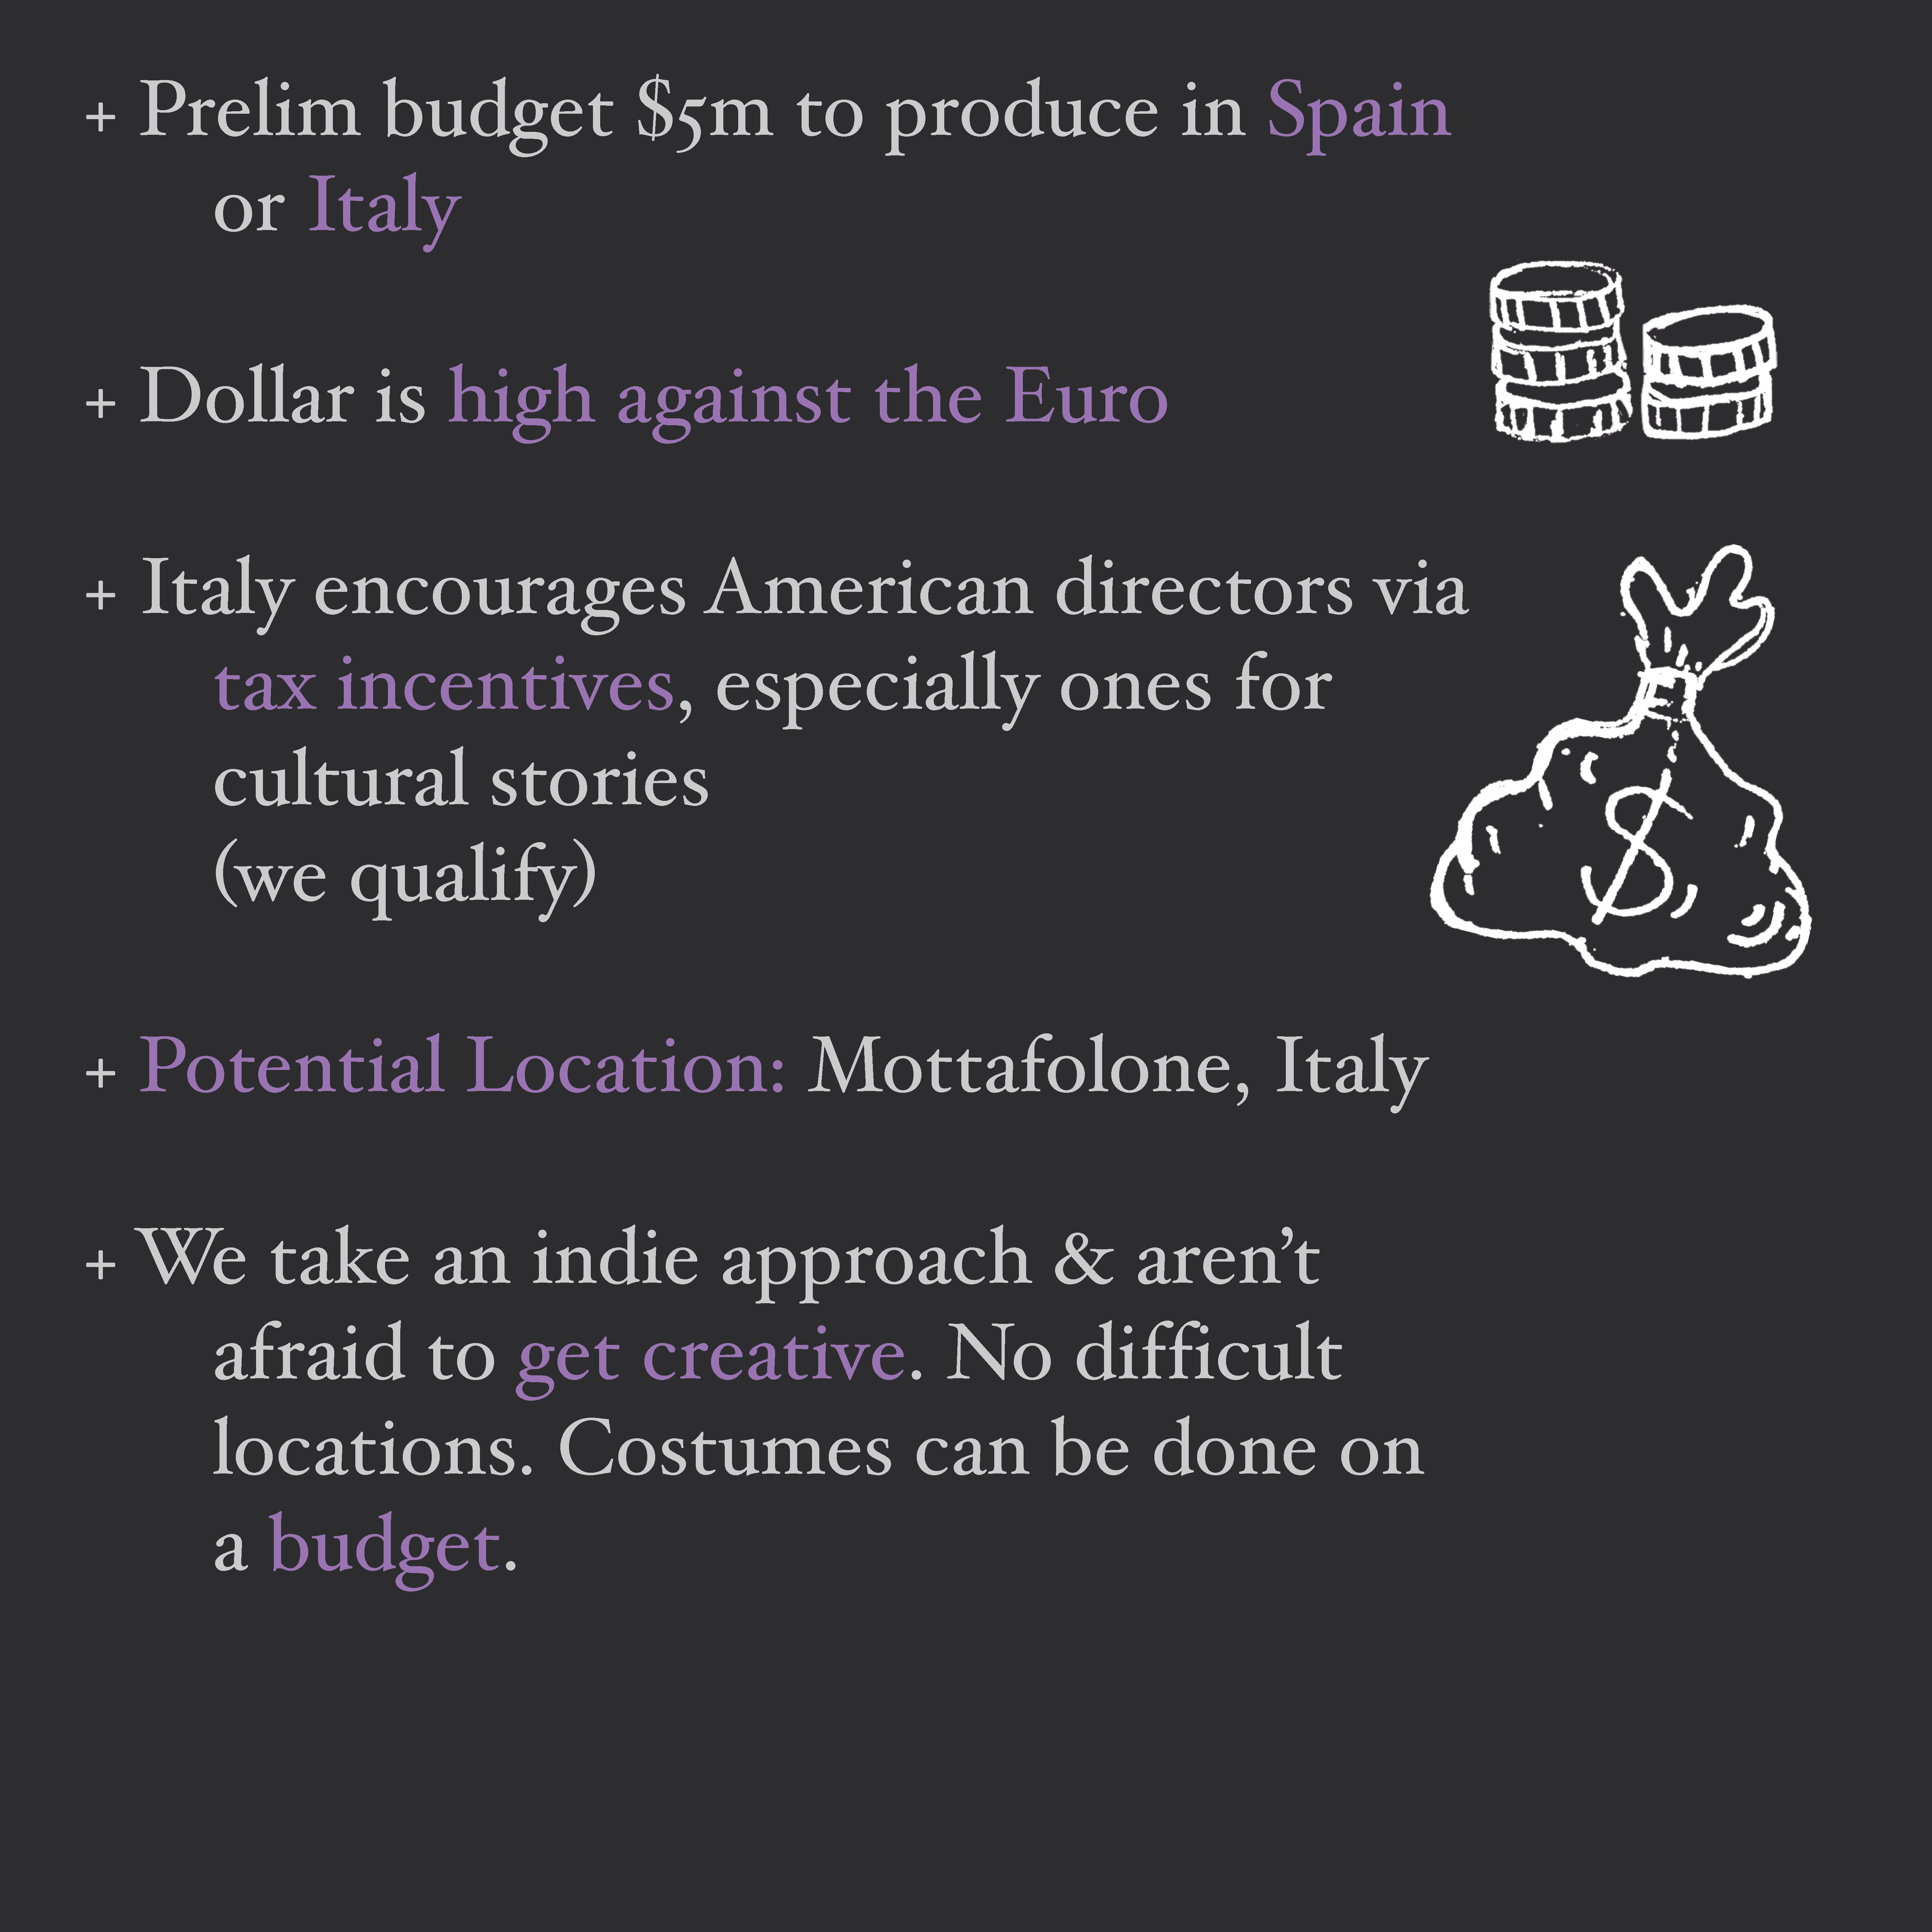 + Prelim budget $5m to produce in Spain
or Italy
+ Dollar is high against the Euro
+ Italy encourages American directors via
tax incentives, especially ones for
cultural stories
(we qualify)
+ Potential Location: Mottafolone, Italy
+ We take an indie approach & aren’t
afraid to get creative. No difficult
locations. Costumes can be done on
a budget.
$